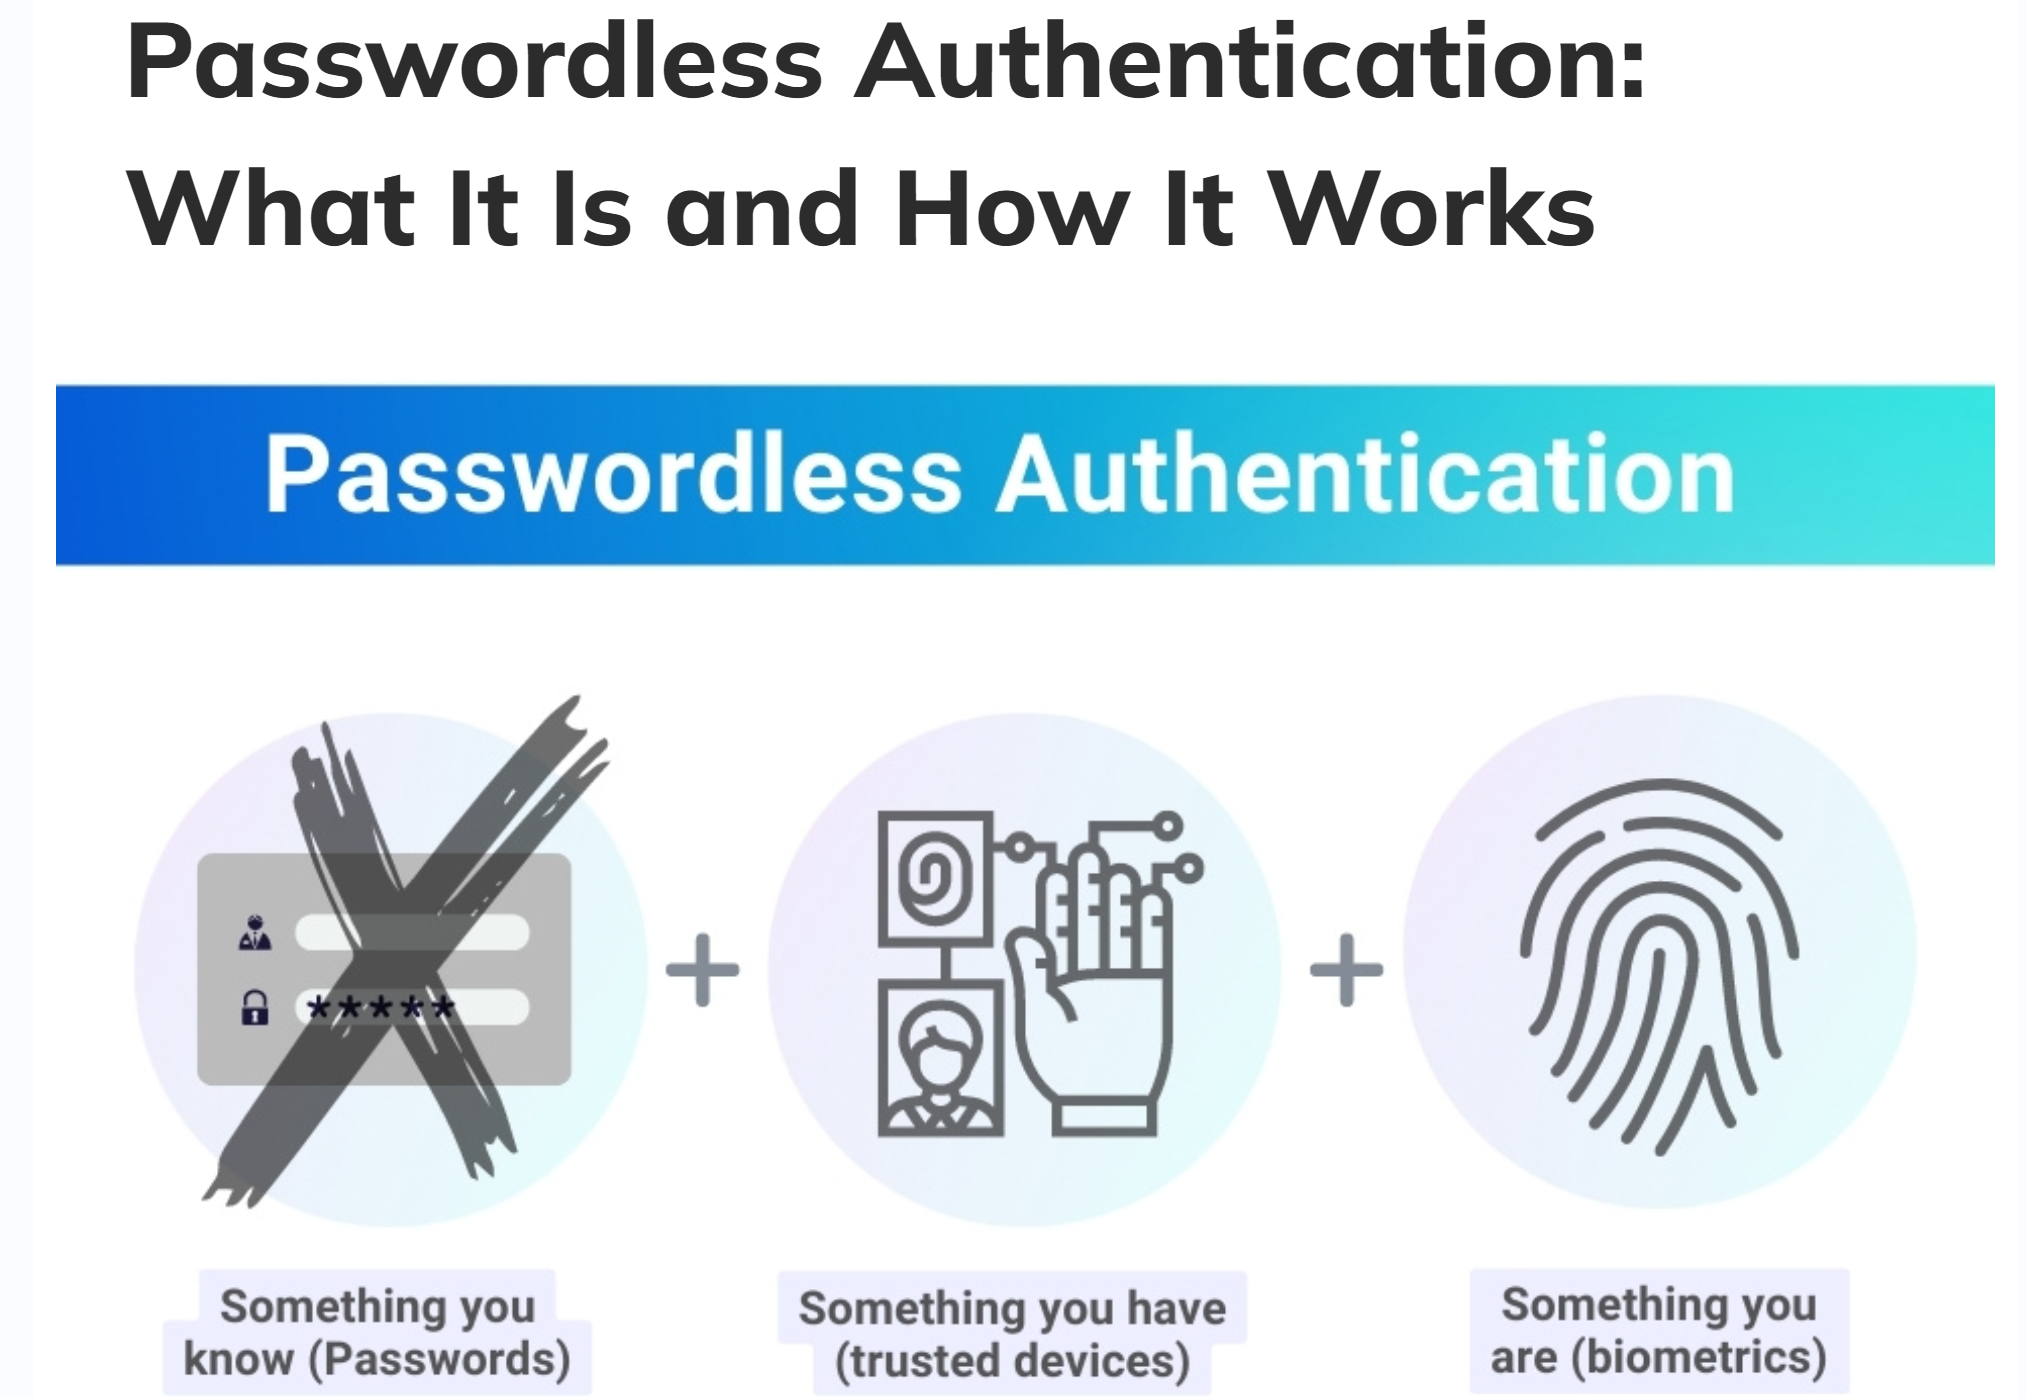 Passwordless Authentication:
What It Is and How It Works
Passwordless Authentication
*****
Something you
know (Passwords)
Something you have
(trusted devices)
Something you
are (biometrics)